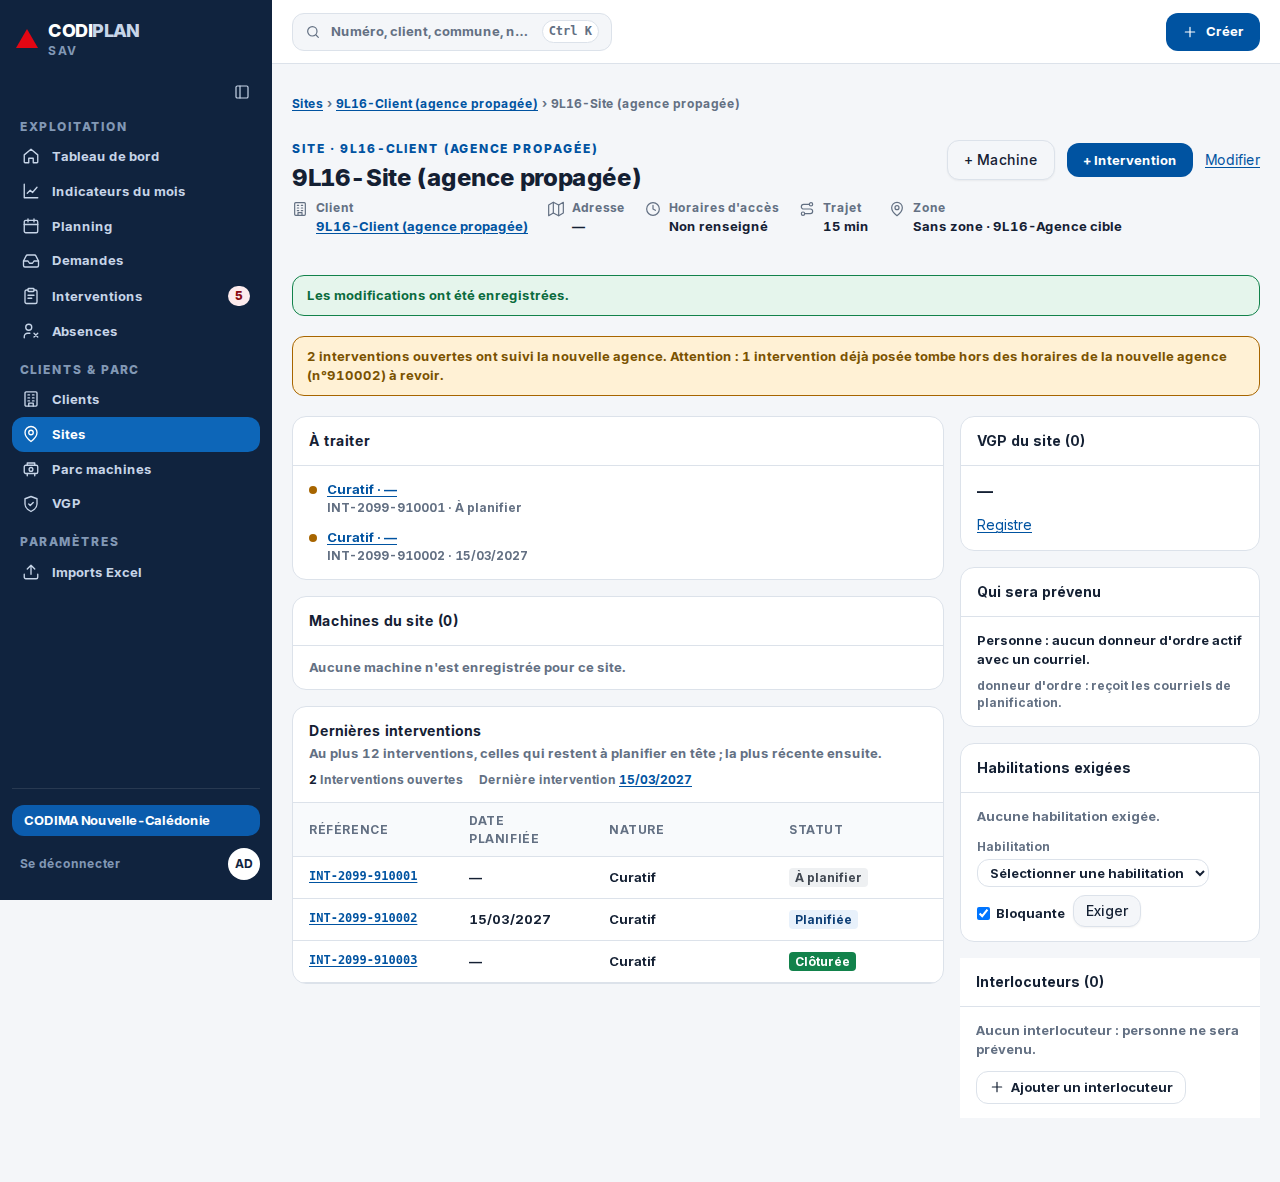 CODIPLAN
SAV
EXPLOITATION
Tableau de bord
Indicateurs du mois
Planning
Demandes
Interventions 5
Absences
CLIENTS & PARC
Clients
Sites
Parc machines
VGP
PARAMÈTRES
Imports Excel
CODIMA Nouvelle-Calédonie
Se déconnecter AD
Numéro, client, commune, n… Ctrl K
Créer
Sites › 9L16-Client (agence propagée) › 9L16-Site (agence propagée)
SITE · 9L16-CLIENT (AGENCE PROPAGÉE)
9L16-Site (agence propagée)
+ Machine + Intervention Modifier
Client
9L16-Client (agence propagée)
Adresse
—
Horaires d'accès
Non renseigné
Trajet
15 min
Zone
Sans zone · 9L16-Agence cible
Les modifications ont été enregistrées.
2 interventions ouvertes ont suivi la nouvelle agence. Attention : 1 intervention déjà posée tombe hors des horaires de la nouvelle agence
(n°910002) à revoir.
À traiter
Curatif · —
INT-2099-910001 · À planifier
Curatif · —
INT-2099-910002 · 15/03/2027
Machines du site (0)
Aucune machine n'est enregistrée pour ce site.
Dernières interventions
Au plus 12 interventions, celles qui restent à planifier en tête ; la plus récente ensuite.
2 Interventions ouvertes Dernière intervention 15/03/2027
RÉFÉRENCE DATE PLANIFIÉE NATURE STATUT
INT-2099-910001 — Curatif À planifier
INT-2099-910002 15/03/2027 Curatif Planifiée
INT-2099-910003 — Curatif Clôturée
VGP du site (0)
—
Registre
Qui sera prévenu
Personne : aucun donneur d'ordre actif
avec un courriel.
donneur d'ordre : reçoit les courriels de
planification.
Habilitations exigées
Aucune habilitation exigée.
Habilitation
Sélectionner une habilitation
Bloquante Exiger
Interlocuteurs (0)
Aucun interlocuteur : personne ne sera
prévenu.
Ajouter un interlocuteur